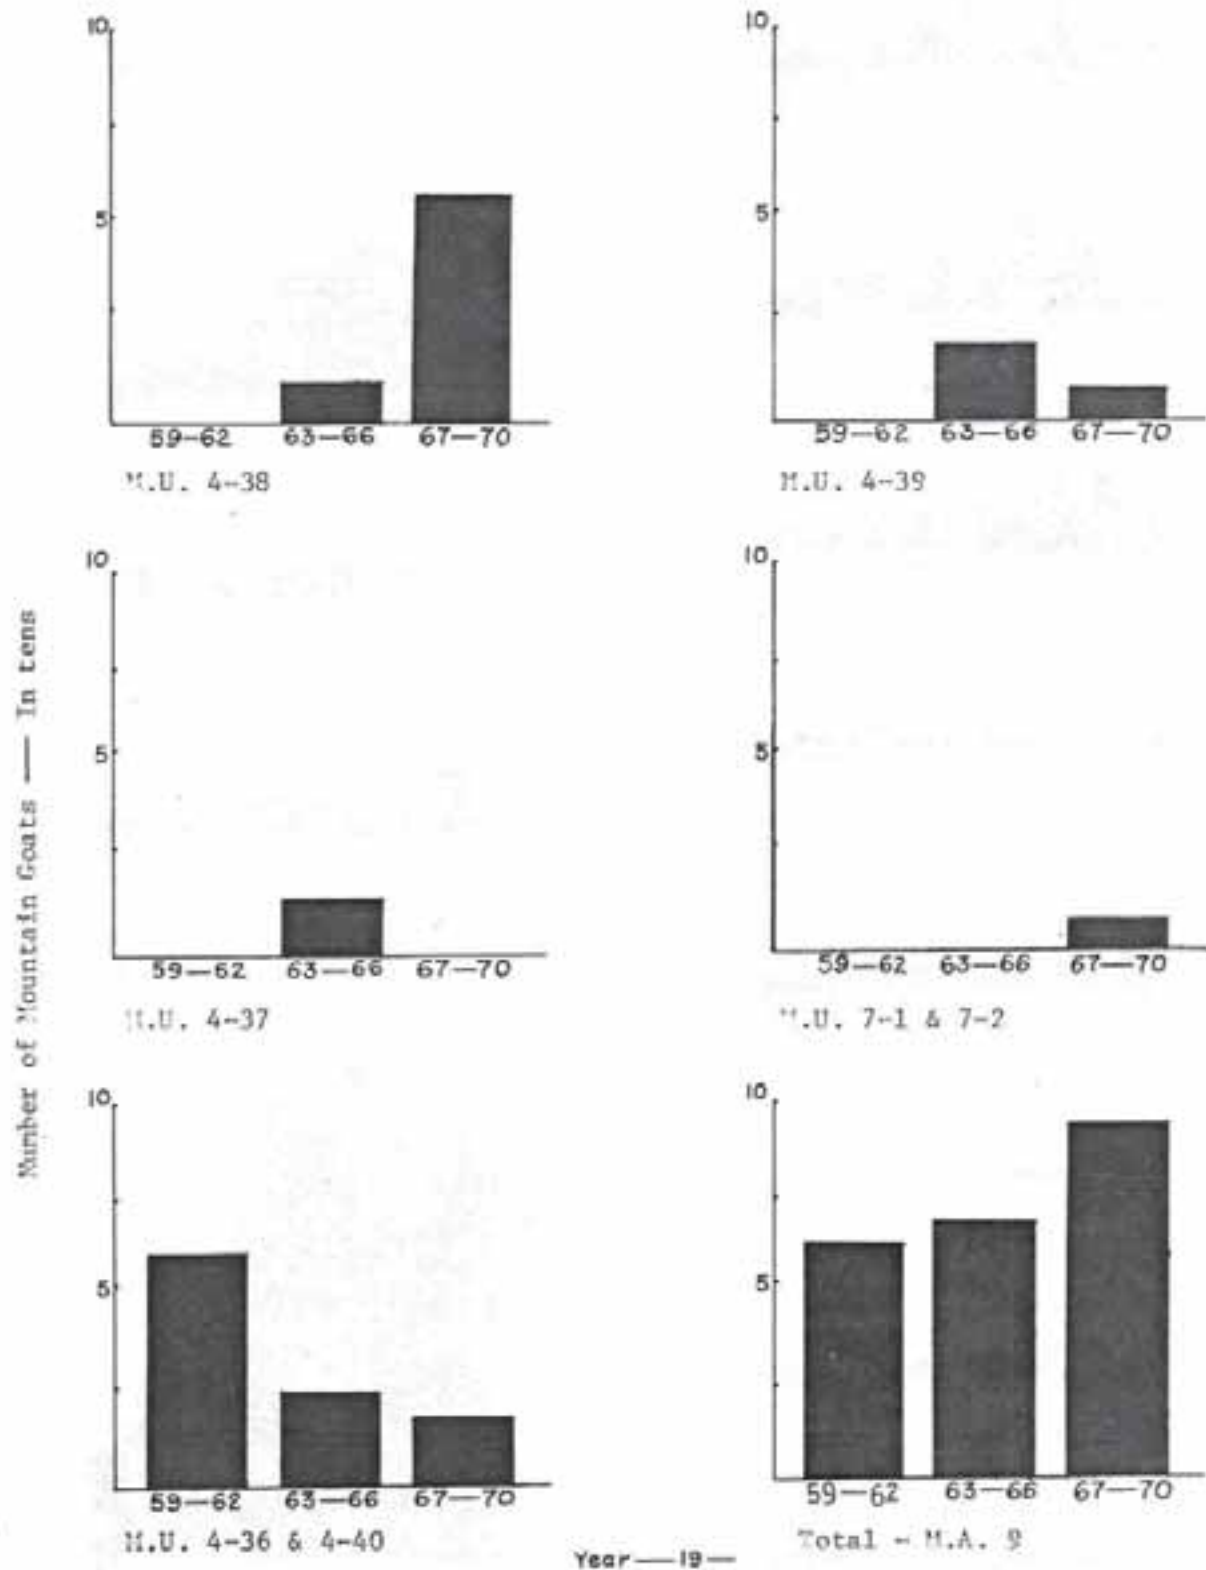 10
5
59-62 63-66 67-70
M.U. 4-38
10
5
59-62 63-66 67-70
M.U. 4-39
Number of Mountain Goats — In tens
10
5
59-62 63-66 67-70
M.U. 4-37
10
5
59-62 63-66 67-70
M.U. 7-1 & 7-2
10
5
59-62 63-66 67-70
M.U. 4-36 & 4-40
10
5
59-62 63-66 67-70
Total - M.A. 9
Year — 19 —